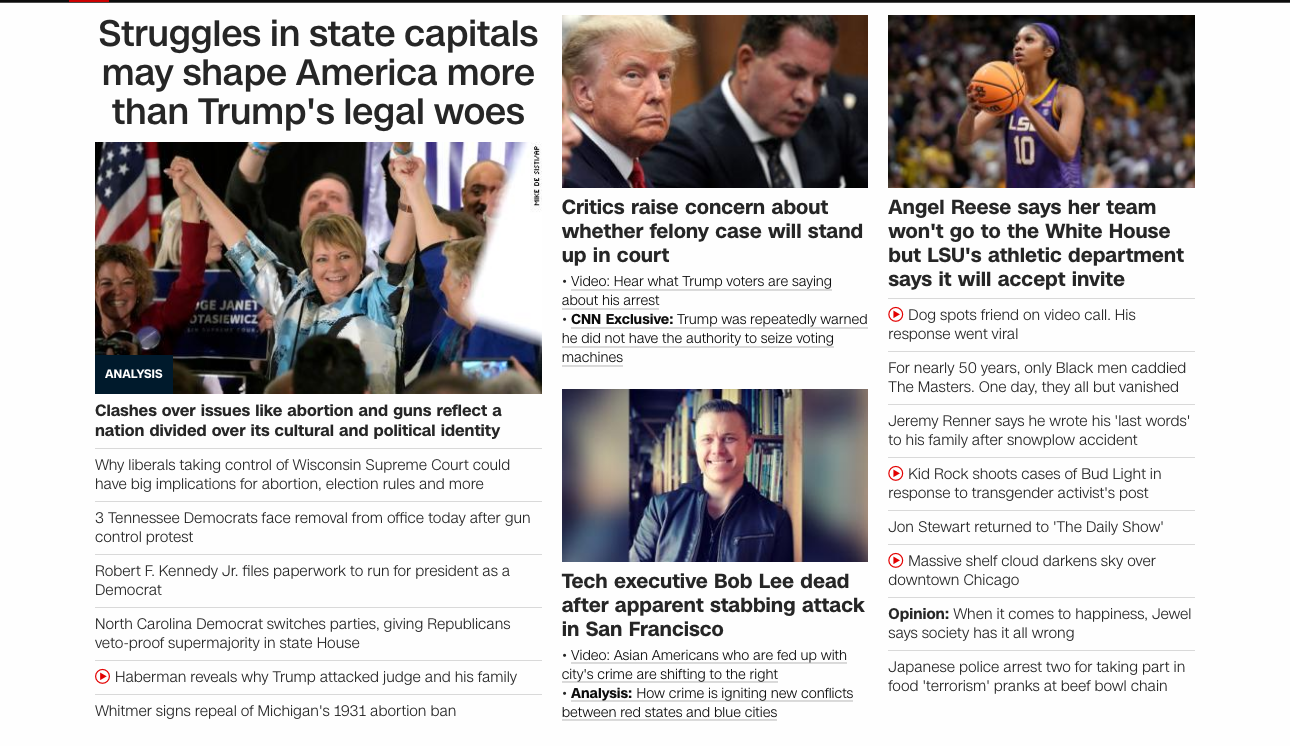 Struggles in state capitals
may shape America more
than Trump's legal woes
MIKE DE SISTI/AP
GE JANET
OTASIEWICZ
ANALYSIS
Clashes over issues like abortion and guns reflect a
nation divided over its cultural and political identity
Why liberals taking control of Wisconsin Supreme Court could
have big implications for abortion, election rules and more
3 Tennessee Democrats face removal from office today after gun
control protest
Robert F. Kennedy Jr. files paperwork to run for president as a
Democrat
North Carolina Democrat switches parties, giving Republicans
veto-proof supermajority in state House
Haberman reveals why Trump attacked judge and his family
Whitmer signs repeal of Michigan's 1931 abortion ban
Critics raise concern about
whether felony case will stand
up in court
• Video: Hear what Trump voters are saying
about his arrest
• CNN Exclusive: Trump was repeatedly warned
he did not have the authority to seize voting
machines
Tech executive Bob Lee dead
after apparent stabbing attack
in San Francisco
• Video: Asian Americans who are fed up with
city's crime are shifting to the right
• Analysis: How crime is igniting new conflicts
between red states and blue cities
LSU
10
Angel Reese says her team
won't go to the White House
but LSU's athletic department
says it will accept invite
Dog spots friend on video call. His
response went viral
For nearly 50 years, only Black men caddied
The Masters. One day, they all but vanished
Jeremy Renner says he wrote his 'last words'
to his family after snowplow accident
Kid Rock shoots cases of Bud Light in
response to transgender activist's post
Jon Stewart returned to 'The Daily Show'
Massive shelf cloud darkens sky over
downtown Chicago
Opinion: When it comes to happiness, Jewel
says society has it all wrong
Japanese police arrest two for taking part in
food 'terrorism' pranks at beef bowl chain